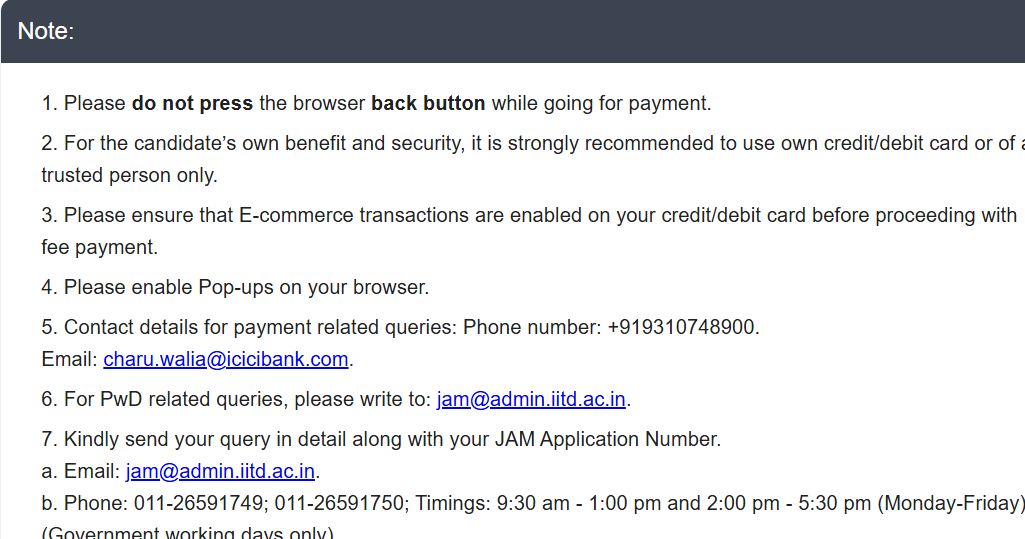 Note:
1. Please do not press the browser back button while going for payment.
2. For the candidate’s own benefit and security, it is strongly recommended to use own credit/debit card or of a
trusted person only.
3. Please ensure that E-commerce transactions are enabled on your credit/debit card before proceeding with
fee payment.
4. Please enable Pop-ups on your browser.
5. Contact details for payment related queries: Phone number: +919310748900.
Email: charu.walia@icicibank.com.
6. For PwD related queries, please write to: jam@admin.iitd.ac.in.
7. Kindly send your query in detail along with your JAM Application Number.
a. Email: jam@admin.iitd.ac.in.
b. Phone: 011-26591749; 011-26591750; Timings: 9:30 am - 1:00 pm and 2:00 pm - 5:30 pm (Monday-Friday)
(Government working days only)